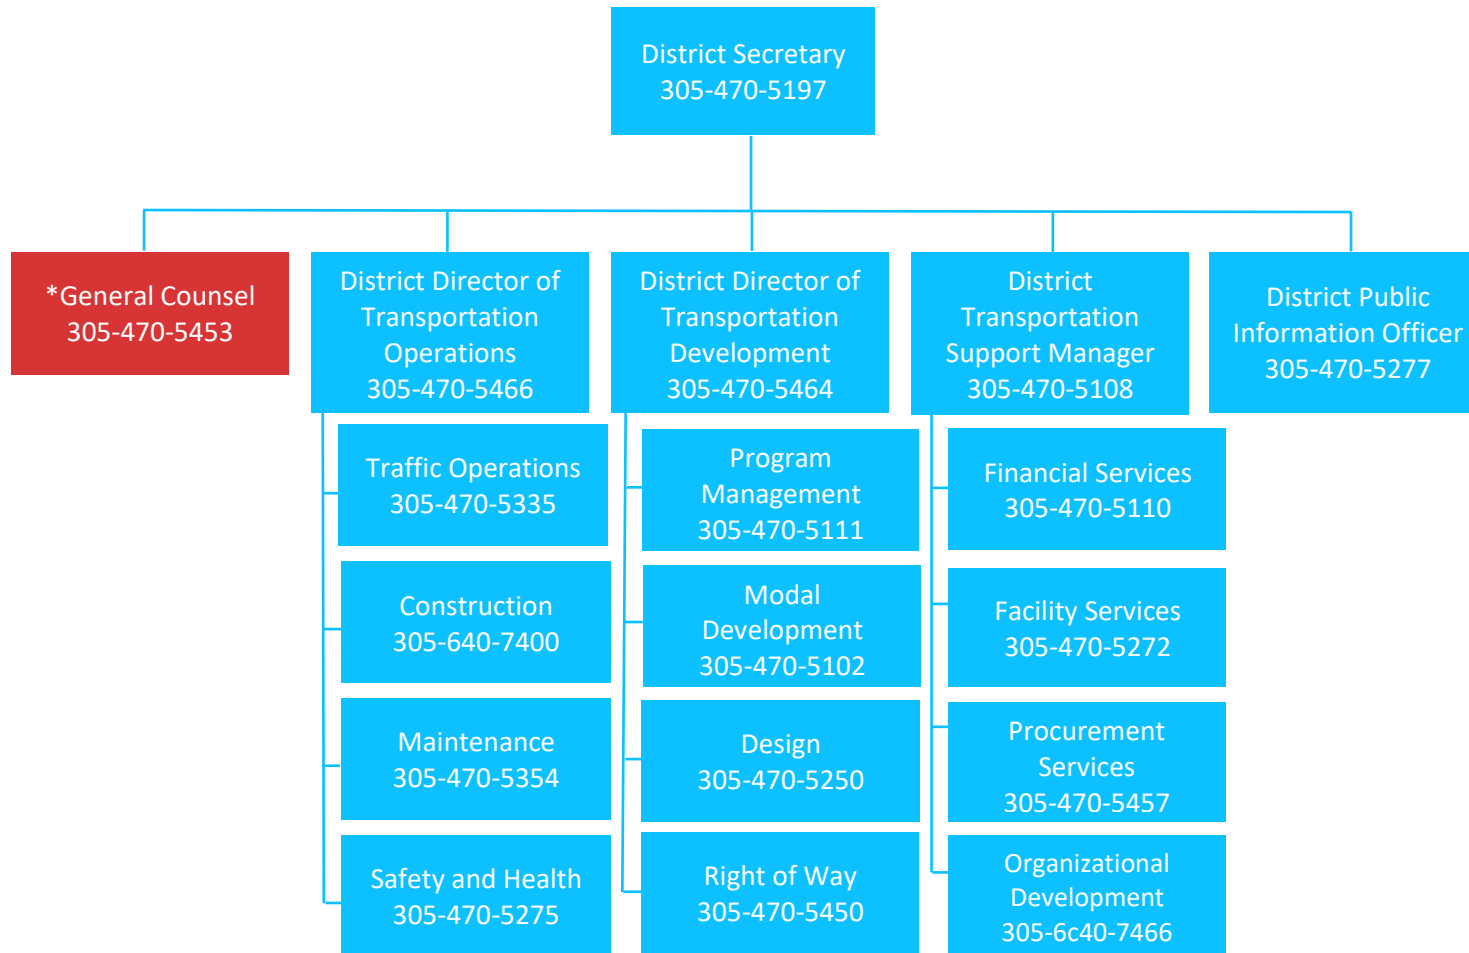 District Secretary
305-470-5197
*General Counsel
305-470-5453
District Director of
Transportation
Operations
305-470-5466
District Director of
Transportation
Development
305-470-5464
District
Transportation
Support Manager
305-470-5108
District Public
Information Officer
305-470-5277
Traffic Operations
305-470-5335
Construction
305-640-7400
Maintenance
305-470-5354
Safety and Health
305-470-5275
Program
Management
305-470-5111
Modal
Development
305-470-5102
Design
305-470-5250
Right of Way
305-470-5450
Financial Services
305-470-5110
Facility Services
305-470-5272
Procurement
Services
305-470-5457
Organizational
Development
305-6c40-7466